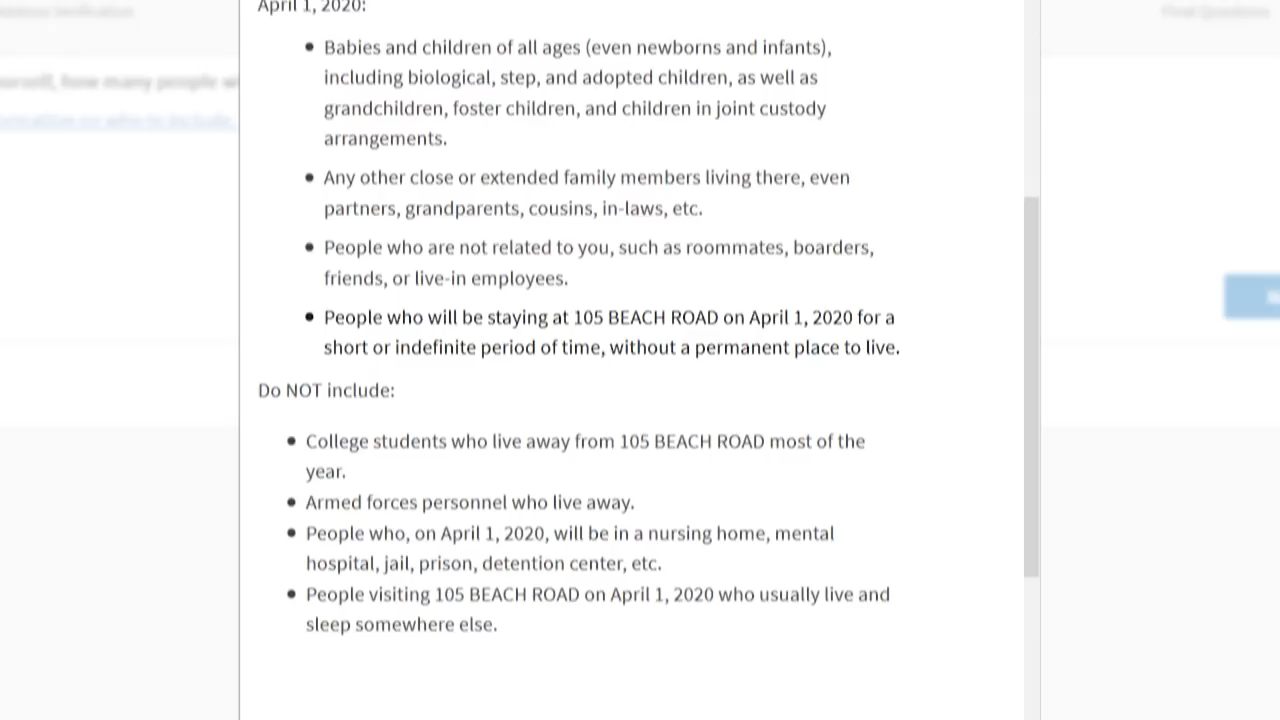 April 1, 2020:
• Babies and children of all ages (even newborns and infants),
including biological, step, and adopted children, as well as
grandchildren, foster children, and children in joint custody
arrangements.
• Any other close or extended family members living there, even
partners, grandparents, cousins, in-laws, etc.
• People who are not related to you, such as roommates, boarders,
friends, or live-in employees.
• People who will be staying at 105 BEACH ROAD on April 1, 2020 for a
short or indefinite period of time, without a permanent place to live.
Do NOT include:
• College students who live away from 105 BEACH ROAD most of the
year.
• Armed forces personnel who live away.
• People who, on April 1, 2020, will be in a nursing home, mental
hospital, jail, prison, detention center, etc.
• People visiting 105 BEACH ROAD on April 1, 2020 who usually live and
sleep somewhere else.